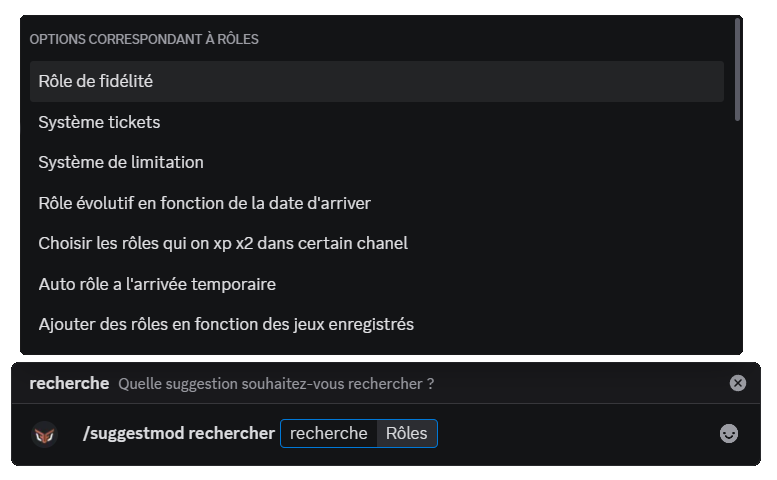 OPTIONS CORRESPONDANT À RÔLES
Rôle de fidélité
Système tickets
Système de limitation
Rôle évolutif en fonction de la date d'arriver
Choisir les rôles qui on xp x2 dans certain chanel
Auto rôle a l'arrivée temporaire
Ajouter des rôles en fonction des jeux enregistrés
recherche Quelle suggestion souhaitez-vous rechercher ?
/suggestmod rechercher recherche Rôles